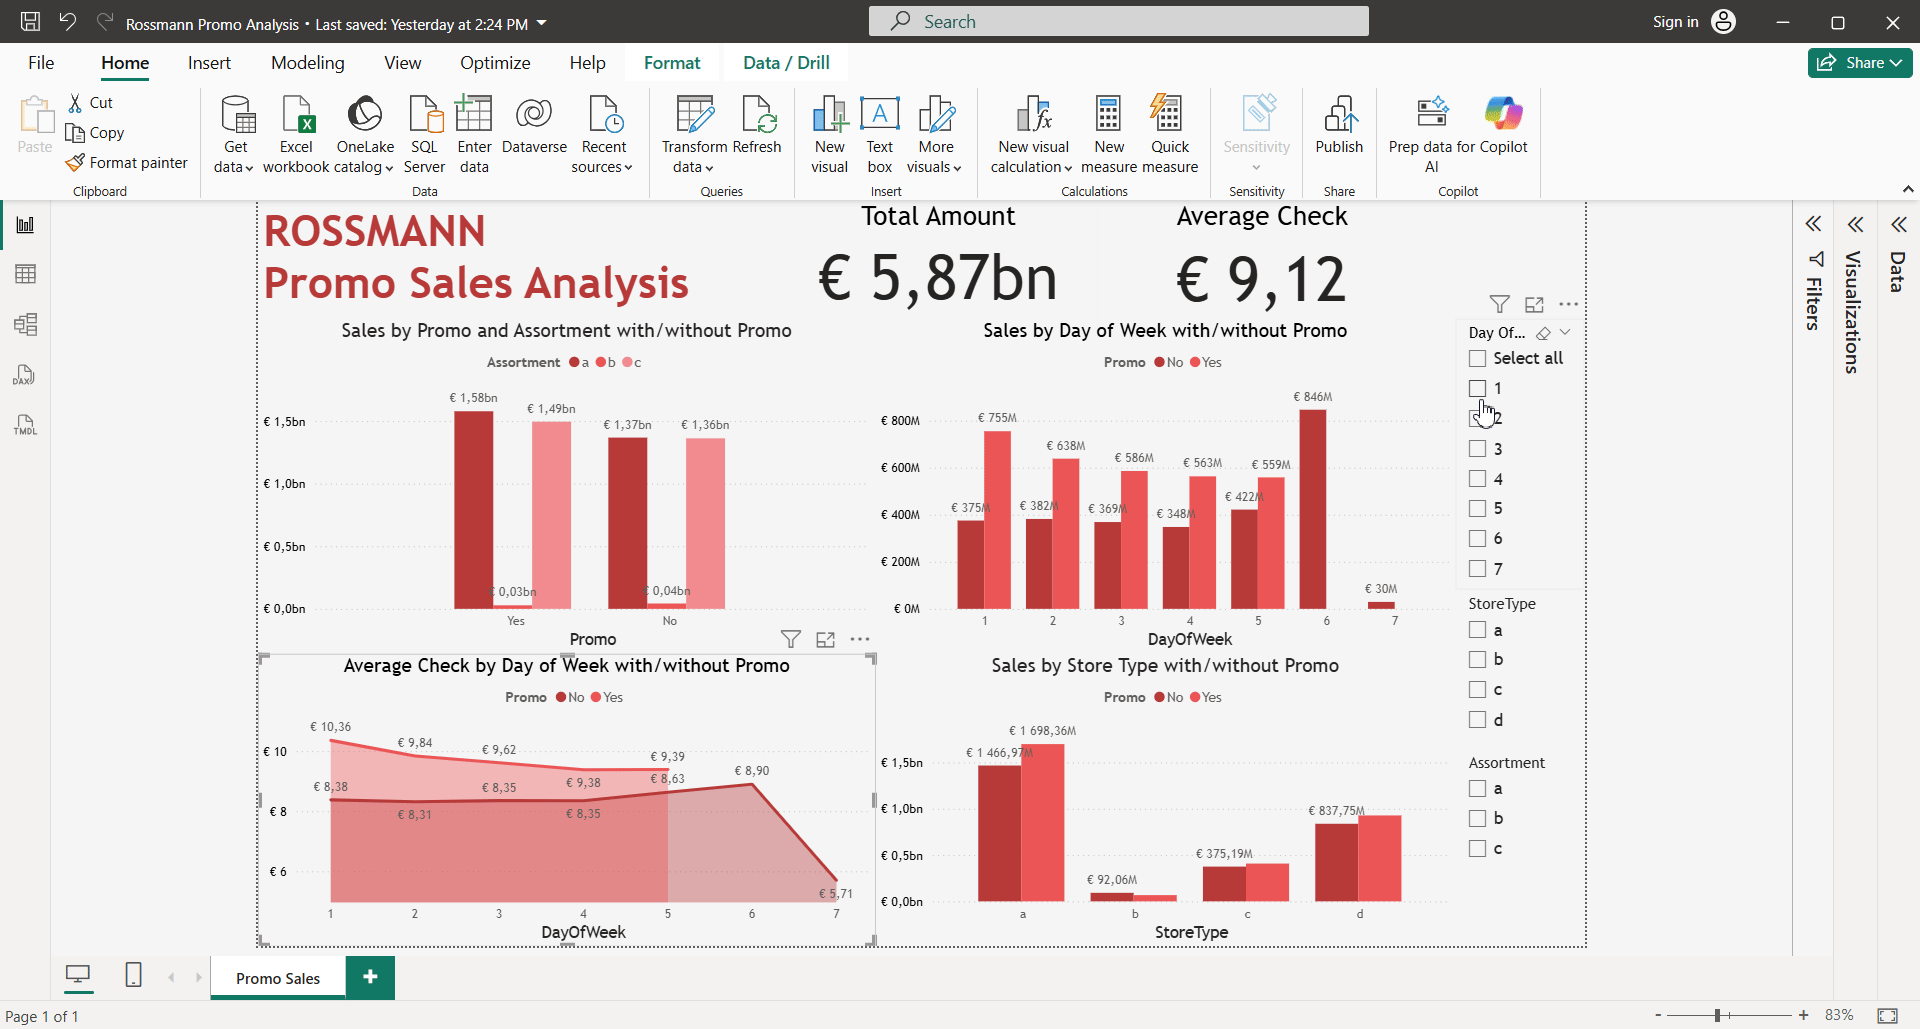 Rossmann Promo Analysis • Last saved: Yesterday at 2:24 PM
Search
Sign in
File Home Insert Modeling View Optimize Help Format Data / Drill
Share
Paste
Cut
Copy
Format painter
Clipboard
Get data
Excel workbook
OneLake catalog
SQL Server
Enter data
Dataverse
Recent sources
Data
Transform data
Refresh
Queries
New visual
Text box
More visuals
Insert
New visual calculation
New measure
Quick measure
Calculations
Sensitivity
Sensitivity
Publish
Share
Prep data for AI
Copilot
Copilot
DAX
TMDL
ROSSMANN
Promo Sales Analysis
Total Amount
€ 5,87bn
Average Check
€ 9,12
Sales by Promo and Assortment with/without Promo
Assortment a b c
€ 1,5bn
€ 1,0bn
€ 0,5bn
€ 0,0bn
€ 1,58bn
€ 0,03bn
€ 1,49bn
€ 1,37bn
€ 0,04bn
€ 1,36bn
Yes No
Promo
Sales by Day of Week with/without Promo
Promo No Yes
€ 800M
€ 600M
€ 400M
€ 200M
€ 0M
€ 375M
€ 755M
€ 382M
€ 638M
€ 369M
€ 586M
€ 348M
€ 563M
€ 422M
€ 559M
€ 846M
€ 30M
1 2 3 4 5 6 7
DayOfWeek
Average Check by Day of Week with/without Promo
Promo No Yes
€ 10
€ 8
€ 6
€ 10,36
€ 9,84
€ 9,62
€ 9,38
€ 9,39
€ 8,38
€ 8,31
€ 8,35
€ 8,35
€ 8,63
€ 8,90
€ 5,71
1 2 3 4 5 6 7
DayOfWeek
Sales by Store Type with/without Promo
Promo No Yes
€ 1,5bn
€ 1,0bn
€ 0,5bn
€ 0,0bn
€ 1 466,97M
€ 1 698,36M
€ 92,06M
€ 375,19M
€ 837,75M
a b c d
StoreType
Day Of...
Select all
1
2
3
4
5
6
7
StoreType
a
b
c
d
Assortment
a
b
c
Filters
Visualizations
Data
Promo Sales
Page 1 of 1
83%